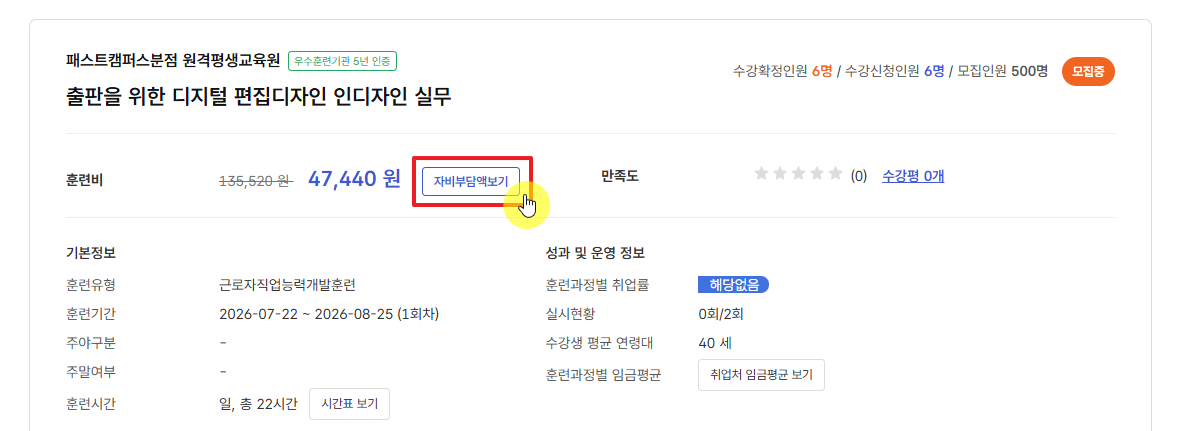 패스트캠퍼스분점 원격평생교육원 우수훈련기관 5년 인증
수강확정인원 6명 / 수강신청인원 6명 / 모집인원 500명 모집중
출판을 위한 디지털 편집디자인 인디자인 실무
훈련비 135,520 원 47,440 원 자비부담액보기 만족도 (0) 수강평 0개
기본정보 성과 및 운영 정보
훈련유형 근로자직업능력개발훈련 훈련과정별 취업률 해당없음
훈련기간 2026-07-22 ~ 2026-08-25 (1회차) 실시현황 0회/2회
주야구분 - 수강생 평균 연령대 40 세
주말여부 - 훈련과정별 임금평균 취업처 임금평균 보기
훈련시간 일, 총 22시간 시간표 보기